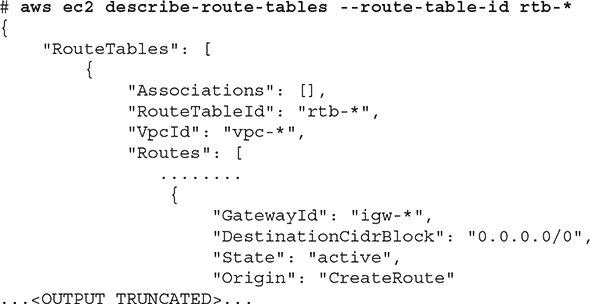 # aws ec2 describe-route-tables --route-table-id rtb-*
{
    "RouteTables": [
        {
            "Associations": [],
            "RouteTableId": "rtb-*",
            "VpcId": "vpc-*",
            "Routes": [
               ........
                {
                    "GatewayId": "igw-*",
                    "DestinationCidrBlock": "0.0.0.0/0",
                    "State": "active",
                    "Origin": "CreateRoute"
...<OUTPUT TRUNCATED>...